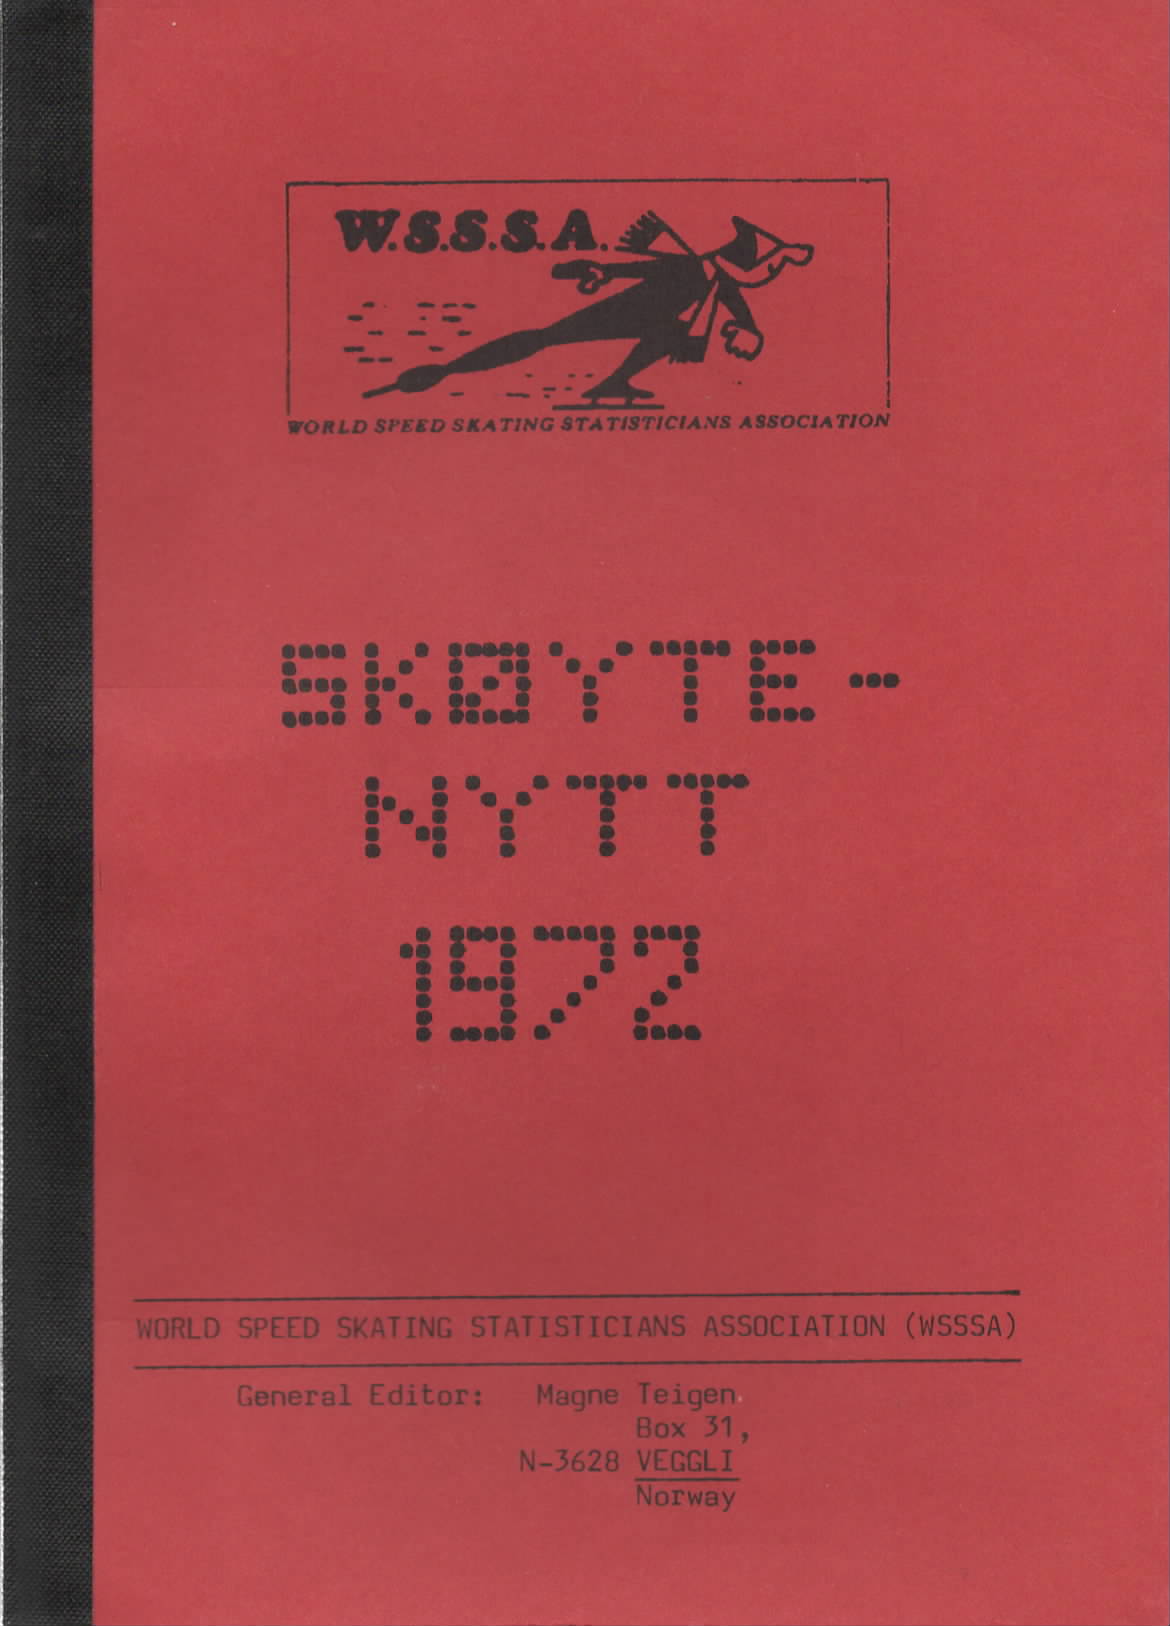 W.S.S.S.A.
WORLD SPEED SKATING STATISTICIANS ASSOCIATION
SKØYTE-
NYTT
1972
WORLD SPEED SKATING STATISTICIANS ASSOCIATION (WSSSA)
General Editor: Magne Teigen
Box 31,
N-3628 VEGGLI
Norway